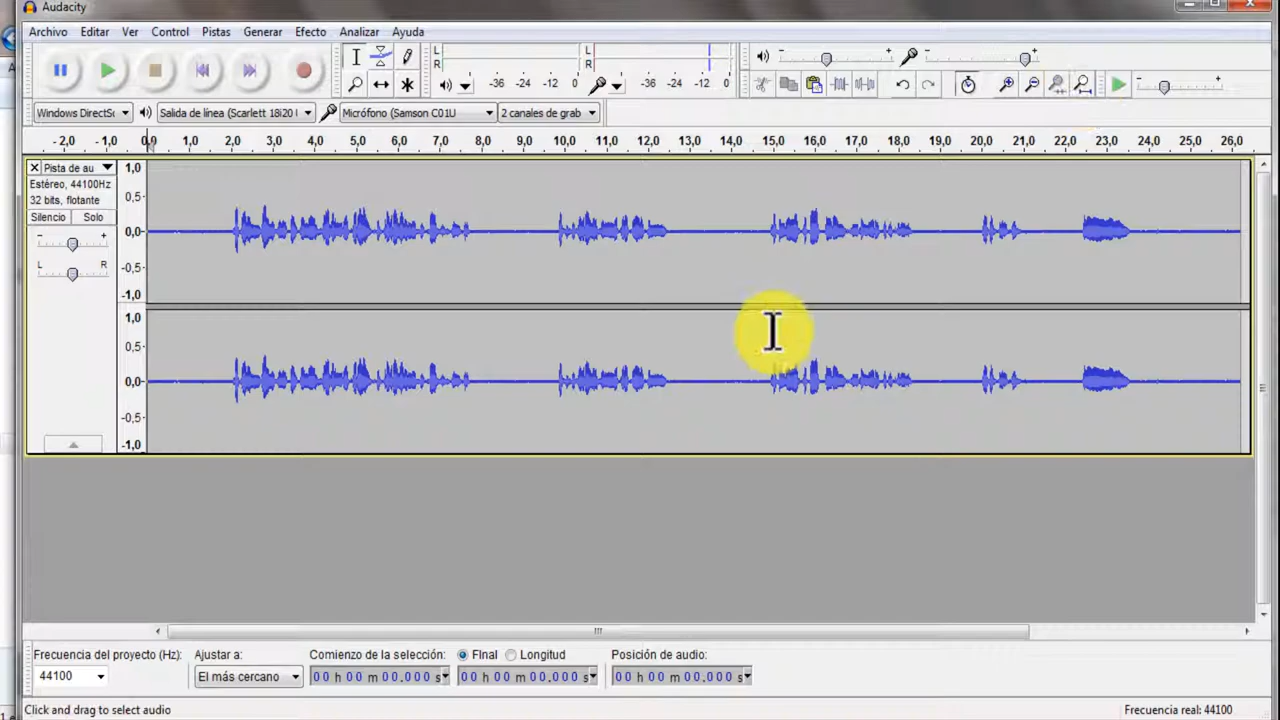 Audacity
Archivo Editar Ver Control Pistas Generar Efecto Analizar Ayuda
L
R
L
R
-36 -24 -12 0
-36 -24 -12 0
Salida de línea (Scarlett 18i20
Micrófono (Samson C01U
2 canales de grab
-2,0 -1,0 0,0 1,0 2,0 3,0 4,0 5,0 6,0 7,0 8,0 9,0 10,0 11,0 12,0 13,0 14,0 15,0 16,0 17,0 18,0 19,0 20,0 21,0 22,0 23,0 24,0 25,0 26,0
Pista de au
Estéreo, 44100Hz
32 bits, flotante
Silencio Solo
- +
L R
1,0
0,5
0,0
-0,5
-1,0
1,0
0,5
0,0
-0,5
-1,0
Frecuencia del proyecto (Hz): Ajustar a: Comienzo de la selección: FInal Longitud Posición de audio:
44100 El más cercano 00 h 00 m 00.000 s 00 h 00 m 00.000 s 00 h 00 m 00.000 s
Click and drag to select audio Frecuencia real: 44100